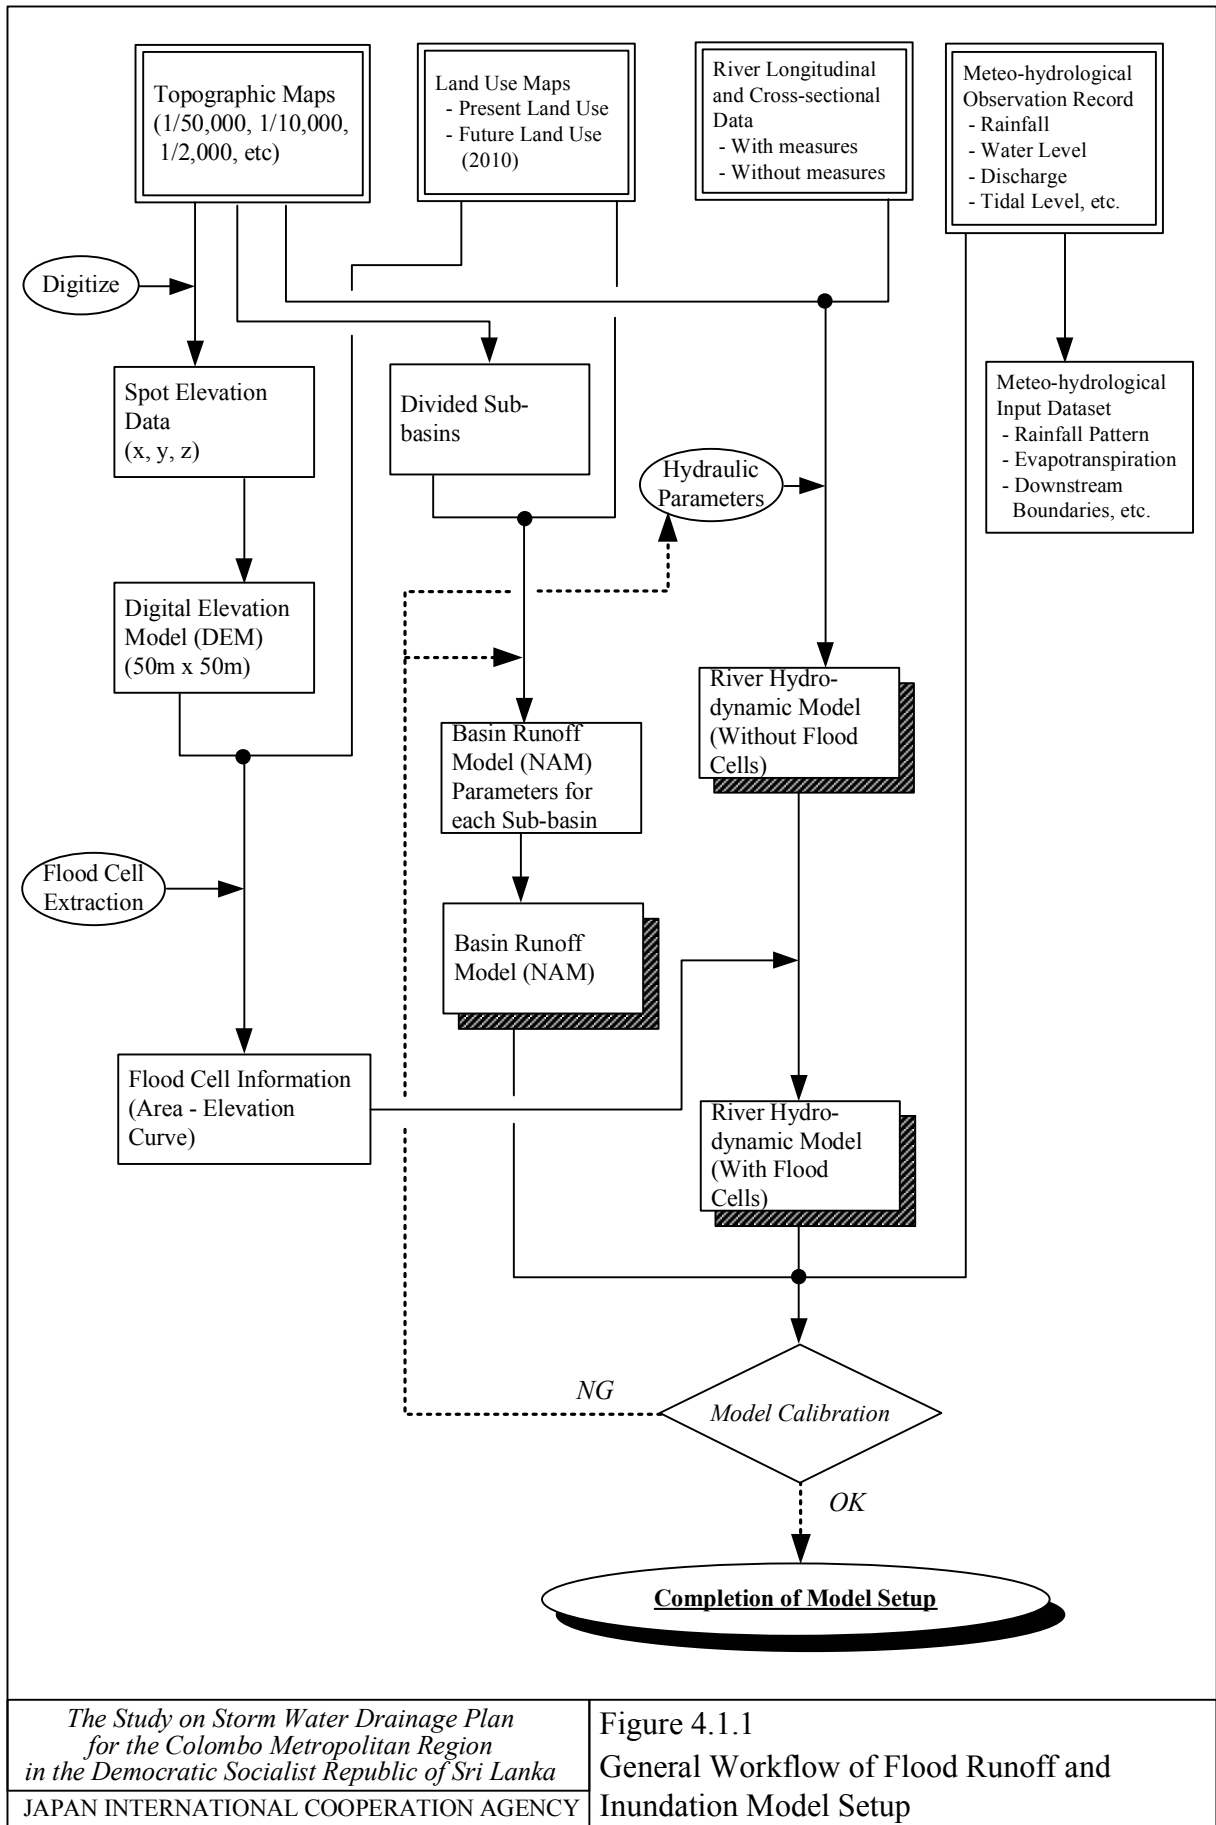 Topographic Maps
(1/50,000, 1/10,000,
1/2,000, etc)
Land Use Maps
- Present Land Use
- Future Land Use
(2010)
River Longitudinal
and Cross-sectional
Data
- With measures
- Without measures
Meteo-hydrological
Observation Record
- Rainfall
- Water Level
- Discharge
- Tidal Level, etc.
Digitize
Spot Elevation
Data
(x, y, z)
Divided Sub-
basins
Hydraulic
Parameters
Meteo-hydrological
Input Dataset
- Rainfall Pattern
- Evapotranspiration
- Downstream
Boundaries, etc.
Digital Elevation
Model (DEM)
(50m x 50m)
Basin Runoff
Model (NAM)
Parameters for
each Sub-basin
River Hydro-
dynamic Model
(Without Flood
Cells)
Flood Cell
Extraction
Basin Runoff
Model (NAM)
Flood Cell Information
(Area - Elevation
Curve)
River Hydro-
dynamic Model
(With Flood
Cells)
NG
Model Calibration
OK
Completion of Model Setup
The Study on Storm Water Drainage Plan
for the Colombo Metropolitan Region
in the Democratic Socialist Republic of Sri Lanka
JAPAN INTERNATIONAL COOPERATION AGENCY
Figure 4.1.1
General Workflow of Flood Runoff and
Inundation Model Setup